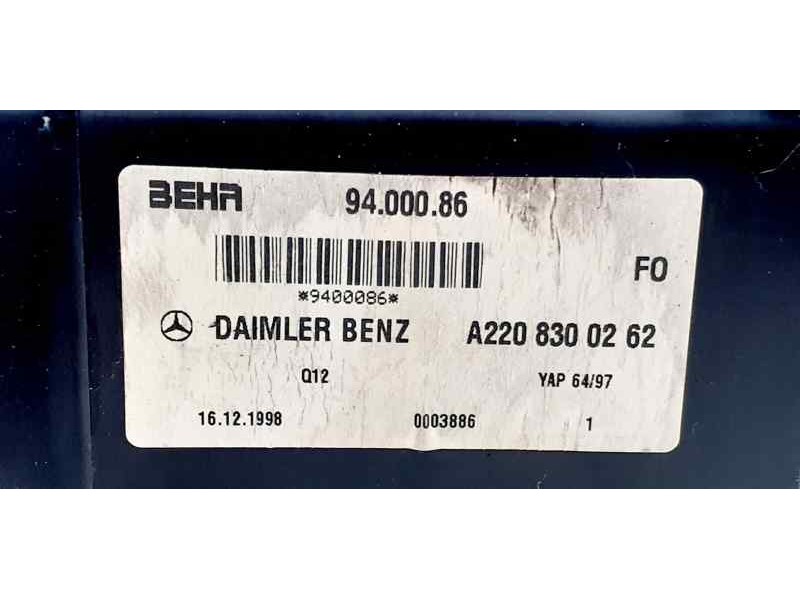 BEHR 94.000.86
FO
*9400086*
DAIMLER BENZ A220 830 02 62
Q12 YAP 64/97
16.12.1998 0003886 1